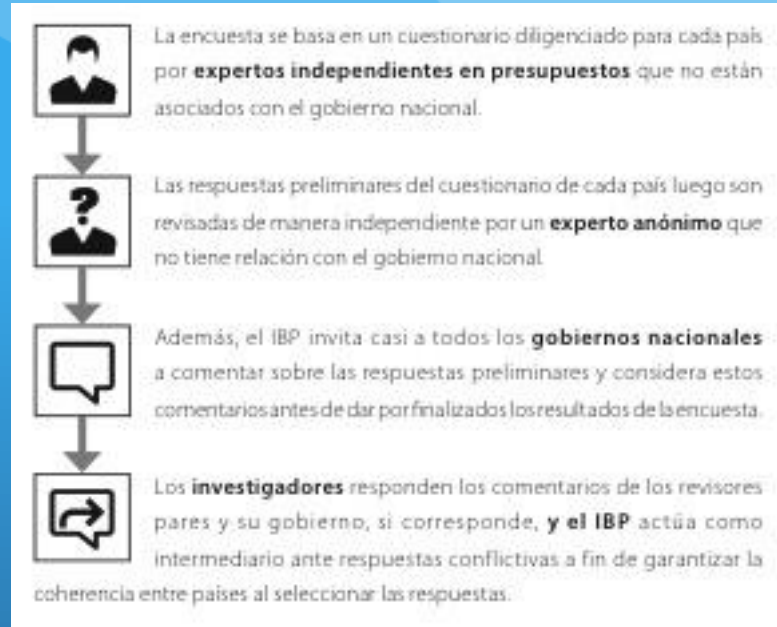 La encuesta se basa en un cuestionario diligenciado para cada país
por expertos independientes en presupuestos que no están
asociados con el gobierno nacional.
Las respuestas preliminares del cuestionario de cada país luego son
revisadas de manera independiente por un experto anónimo que
no tiene relación con el gobierno nacional.
Además, el IBP invita casi a todos los gobiernos nacionales
a comentar sobre las respuestas preliminares y considera estos
comentarios antes de dar por finalizados los resultados de la encuesta.
Los investigadores responden los comentarios de los revisores
pares y su gobierno, si corresponde, y el IBP actúa como
intermediario ante respuestas conflictivas a fin de garantizar la
coherencia entre países al seleccionar las respuestas.